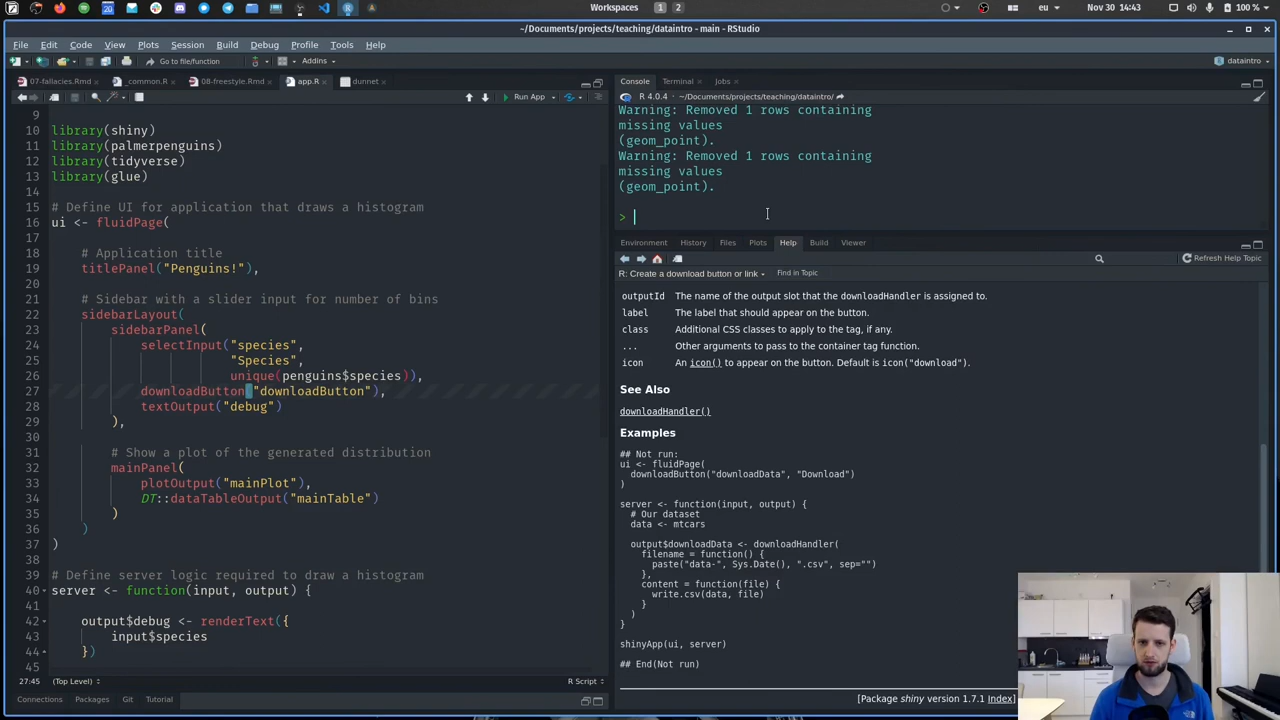 Workspaces
1 2
20
eu
Nov 30 14:43
100 %
~/Documents/projects/teaching/dataintro - main - RStudio
File Edit Code View Plots Session Build Debug Profile Tools Help
Go to file/function Addins dataintro
07-fallacies.Rmd _common.R 08-freestyle.Rmd app.R dunnet
Run App
9
10 library(shiny)
11 library(palmerpenguins)
12 library(tidyverse)
13 library(glue)
14
15 # Define UI for application that draws a histogram
16 ui <- fluidPage(
17
18 # Application title
19 titlePanel("Penguins!"),
20
21 # Sidebar with a slider input for number of bins
22 sidebarLayout(
23 sidebarPanel(
24 selectInput("species",
25 "Species",
26 unique(penguins$species)),
27 downloadButton("downloadButton"),
28 textOutput("debug")
29 ),
30
31 # Show a plot of the generated distribution
32 mainPanel(
33 plotOutput("mainPlot"),
34 DT::dataTableOutput("mainTable")
35 )
36 )
37 )
38
39 # Define server logic required to draw a histogram
40 server <- function(input, output) {
41
42 output$debug <- renderText({
43 input$species
44 })
45
27:45 (Top Level) R Script
Connections Packages Git Tutorial
Console Terminal Jobs
R 4.0.4 · ~/Documents/projects/teaching/dataintro/
Warning: Removed 1 rows containing
missing values
(geom_point).
Warning: Removed 1 rows containing
missing values
(geom_point).
>
Environment History Files Plots Help Build Viewer
Refresh Help Topic
R: Create a download button or link Find in Topic
outputId The name of the output slot that the downloadHandler is assigned to.
label The label that should appear on the button.
class Additional CSS classes to apply to the tag, if any.
... Other arguments to pass to the container tag function.
icon An icon() to appear on the button. Default is icon("download").
See Also
downloadHandler()
Examples
## Not run:
ui <- fluidPage(
downloadButton("downloadData", "Download")
)
server <- function(input, output) {
# Our dataset
data <- mtcars
output$downloadData <- downloadHandler(
filename = function() {
paste("data-", Sys.Date(), ".csv", sep="")
},
content = function(file) {
write.csv(data, file)
}
)
}
shinyApp(ui, server)
## End(Not run)
[Package shiny version 1.7.1 Index]